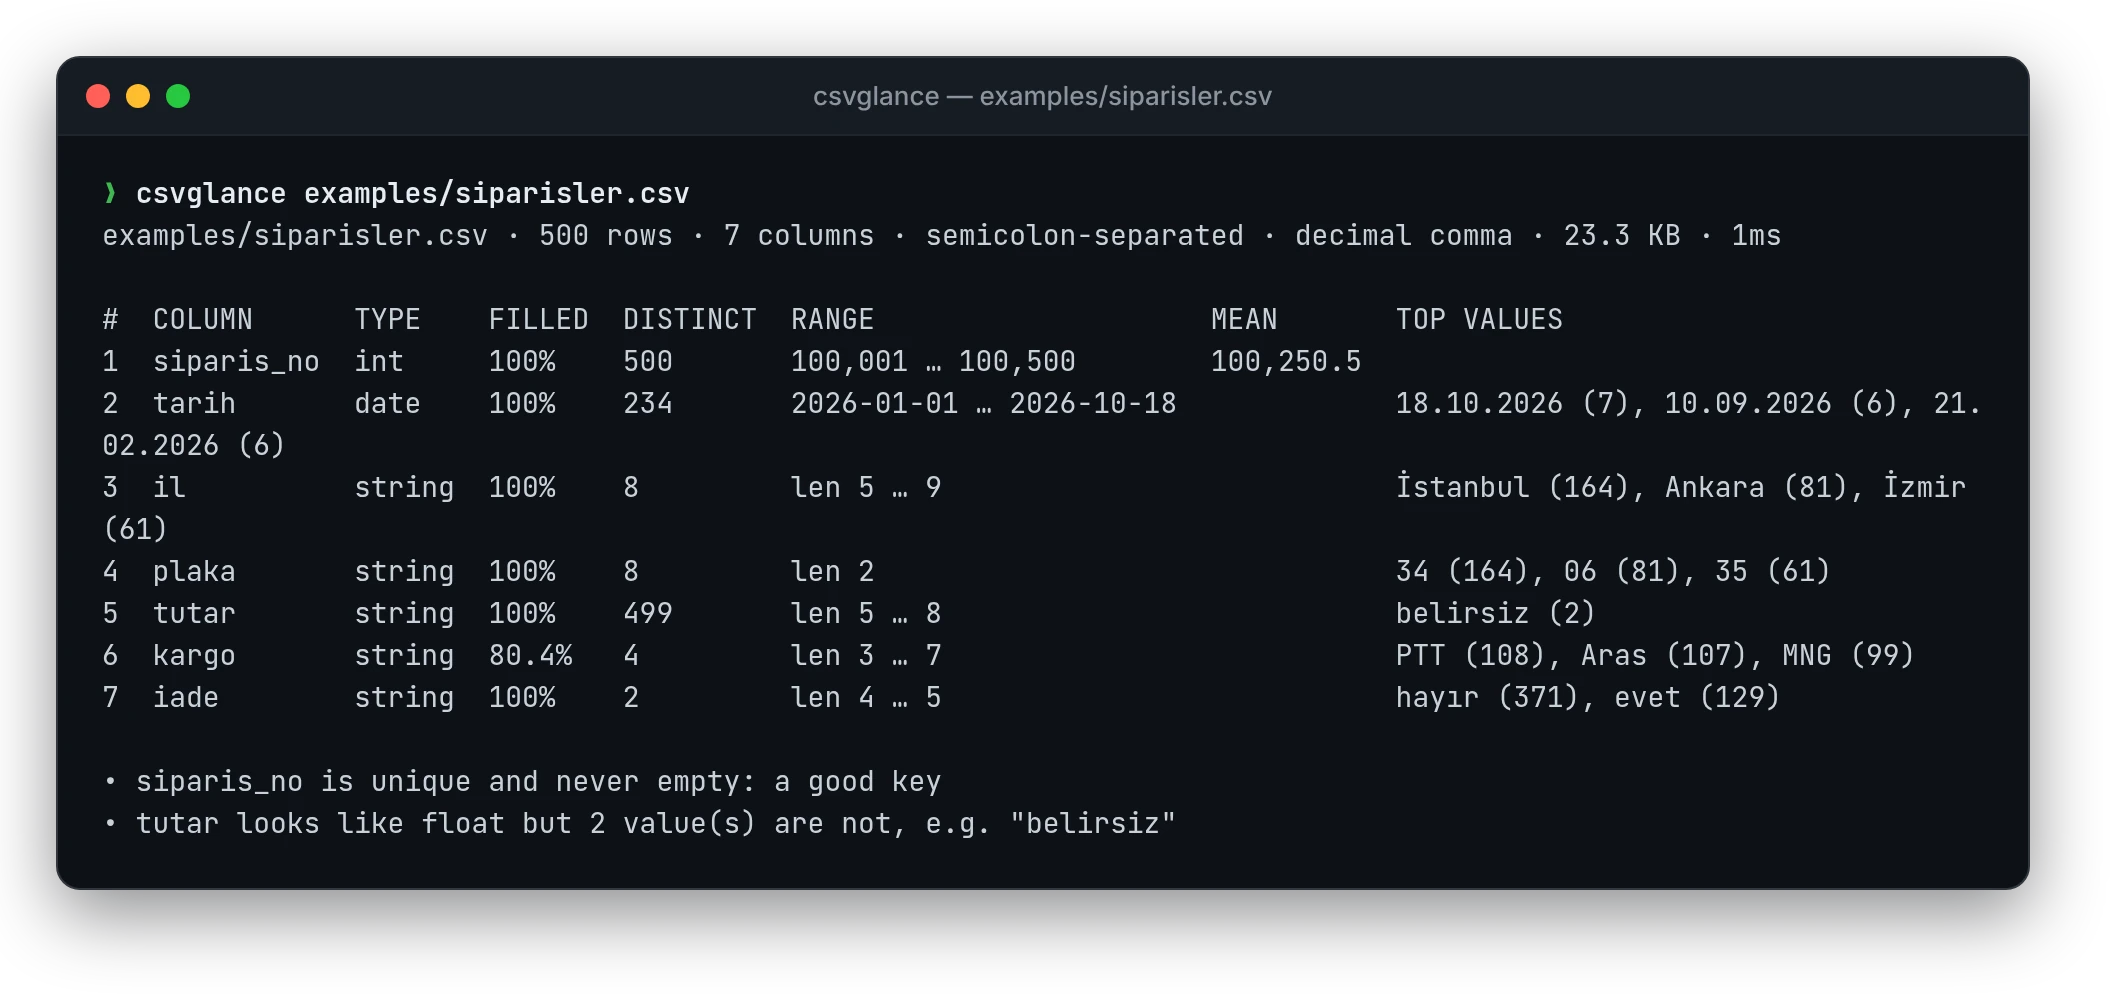 csvglance — examples/siparisler.csv
❯ csvglance examples/siparisler.csv
examples/siparisler.csv · 500 rows · 7 columns · semicolon-separated · decimal comma · 23.3 KB · 1ms
#  COLUMN      TYPE    FILLED  DISTINCT  RANGE                    MEAN       TOP VALUES
1  siparis_no  int     100%    500       100,001 … 100,500        100,250.5
2  tarih       date    100%    234       2026-01-01 … 2026-10-18             18.10.2026 (7), 10.09.2026 (6), 21.
02.2026 (6)
3  il          string  100%    8         len 5 … 9                           İstanbul (164), Ankara (81), İzmir
(61)
4  plaka       string  100%    8         len 2                               34 (164), 06 (81), 35 (61)
5  tutar       string  100%    499       len 5 … 8                           belirsiz (2)
6  kargo       string  80.4%   4         len 3 … 7                           PTT (108), Aras (107), MNG (99)
7  iade        string  100%    2         len 4 … 5                           hayır (371), evet (129)
• siparis_no is unique and never empty: a good key
• tutar looks like float but 2 value(s) are not, e.g. "belirsiz"